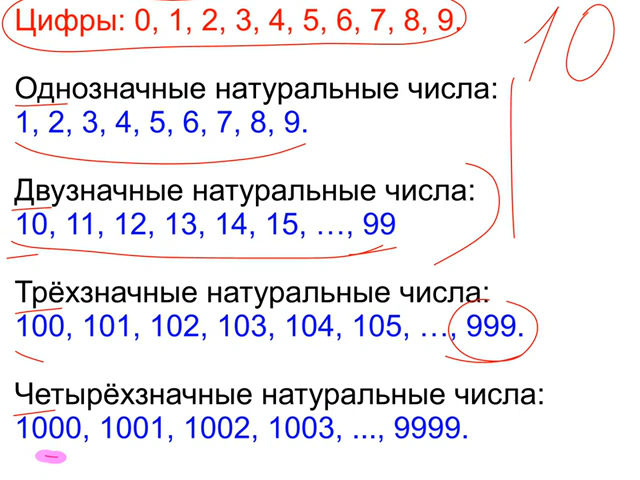 Цифры: 0, 1, 2, 3, 4, 5, 6, 7, 8, 9.
10
Однозначные натуральные числа:
1, 2, 3, 4, 5, 6, 7, 8, 9.
Двузначные натуральные числа:
10, 11, 12, 13, 14, 15, …, 99
Трёхзначные натуральные числа:
100, 101, 102, 103, 104, 105, …, 999.
Четырёхзначные натуральные числа:
1000, 1001, 1002, 1003, ..., 9999.